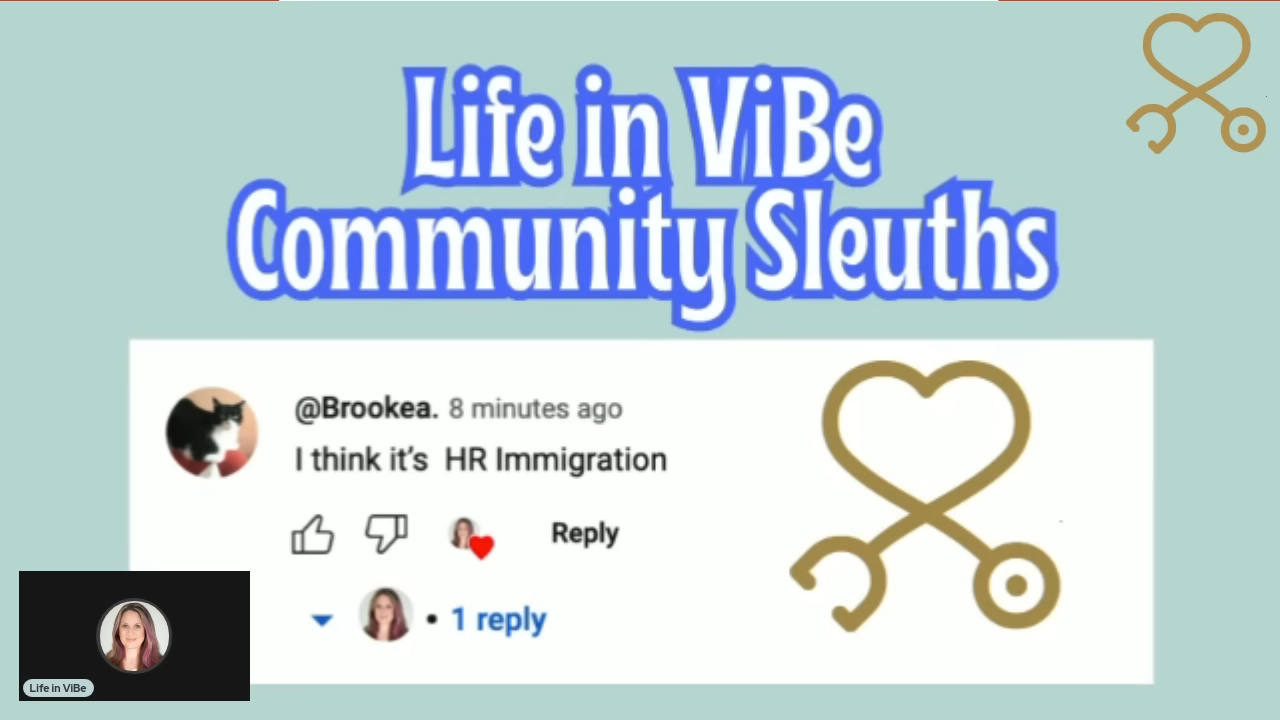 Life in ViBe
Community Sleuths
@Brookea. 8 minutes ago
I think it's  HR Immigration
Reply
• 1 reply
Life in ViBe